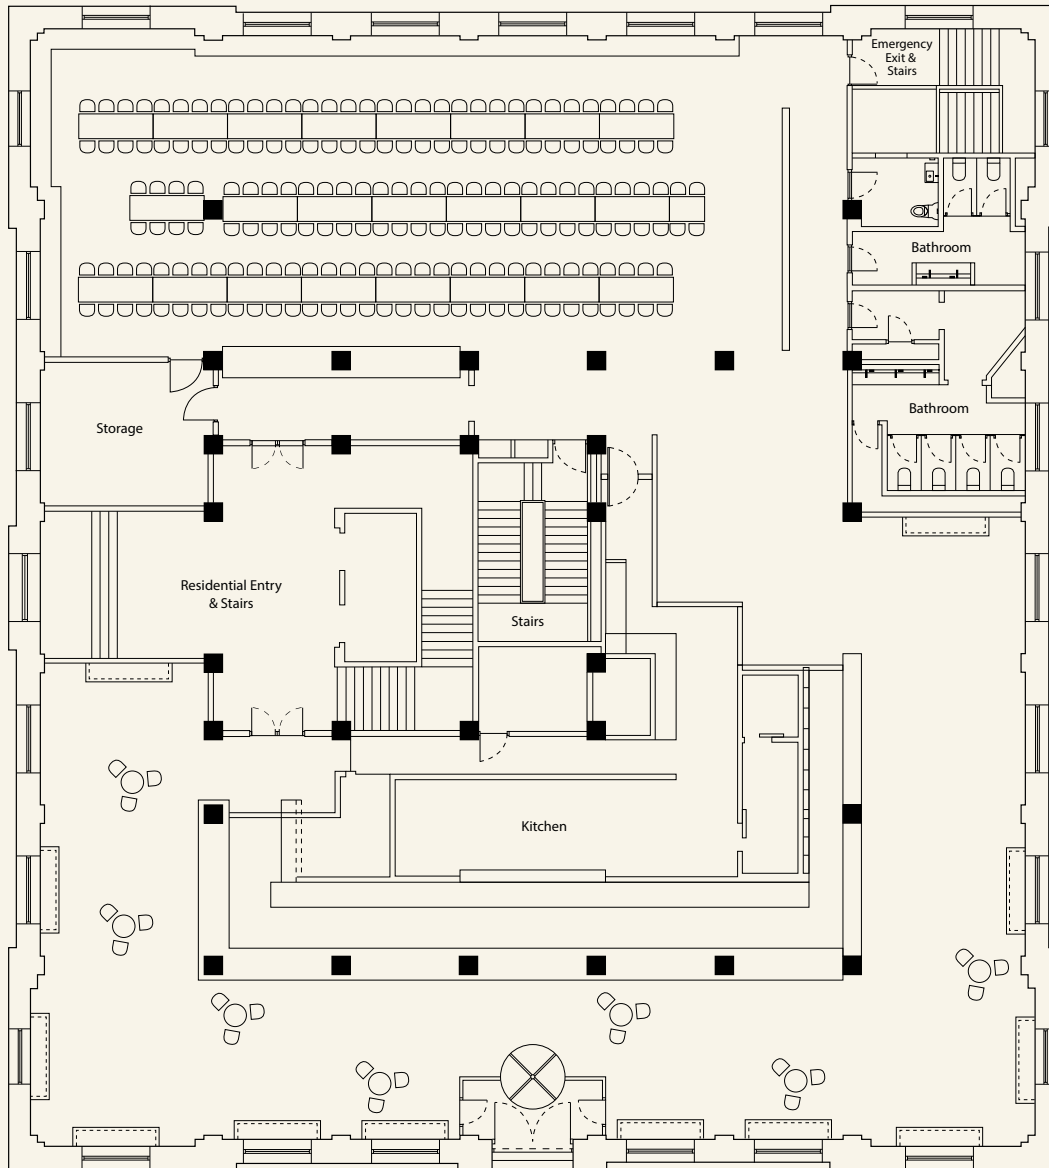 Emergency
Exit &
Stairs
Bathroom
Bathroom
Storage
Residential Entry
& Stairs
Stairs
Kitchen